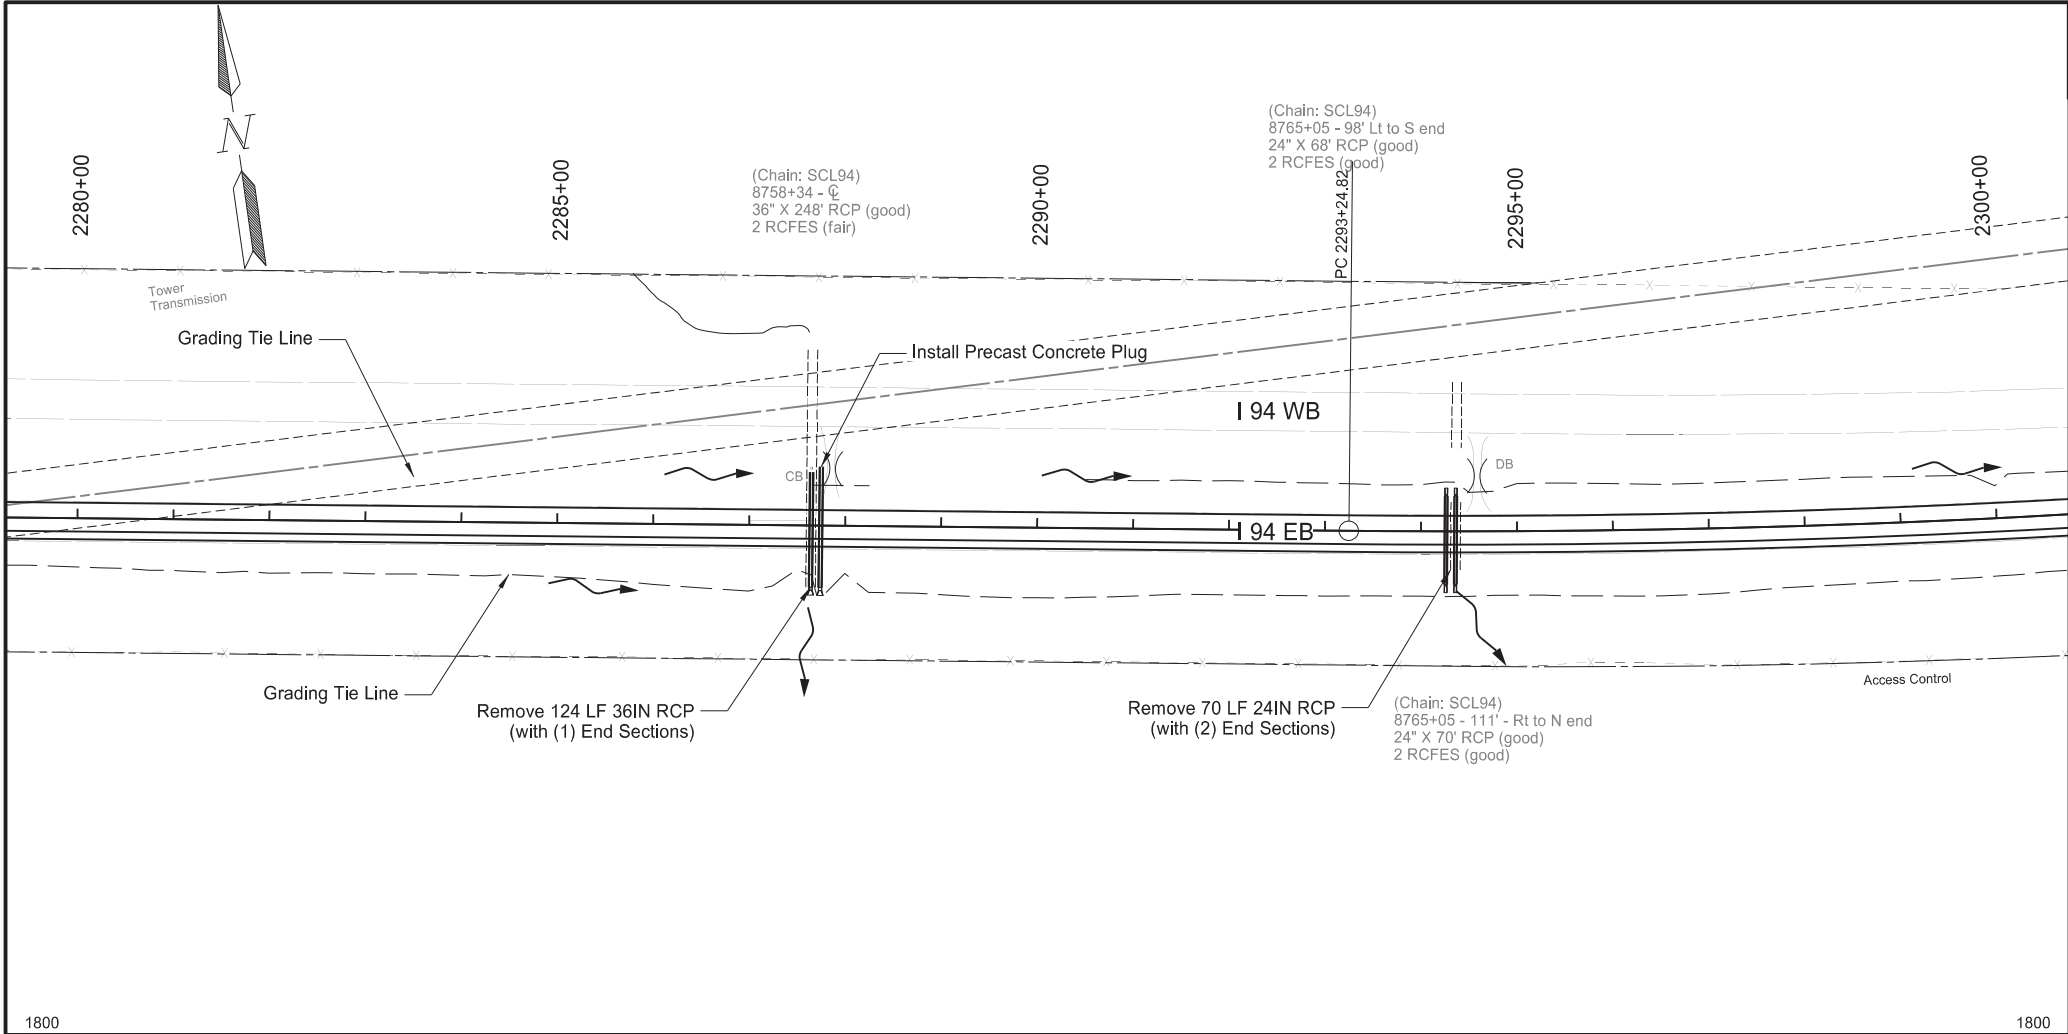 N
(Chain: SCL94)
8765+05 - 98' Lt to S end
24" X 68' RCP (good)
2 RCFES (good)
(Chain: SCL94)
8758+34 - ℄
36" X 248' RCP (good)
2 RCFES (fair)
2280+00
2285+00
2290+00
PC 2293+24.82
2295+00
2300+00
X X X X X X X X X X X X X X X X X X
Tower
Transmission
Grading Tie Line
Install Precast Concrete Plug
I 94 WB
CB
DB
I 94 EB
X X X X X X X X X X X X X X X X X X X X
Access Control
Grading Tie Line
Remove 124 LF 36IN RCP
(with (1) End Sections)
Remove 70 LF 24IN RCP
(with (2) End Sections)
(Chain: SCL94)
8765+05 - 111' - Rt to N end
24" X 70' RCP (good)
2 RCFES (good)
1800
1800